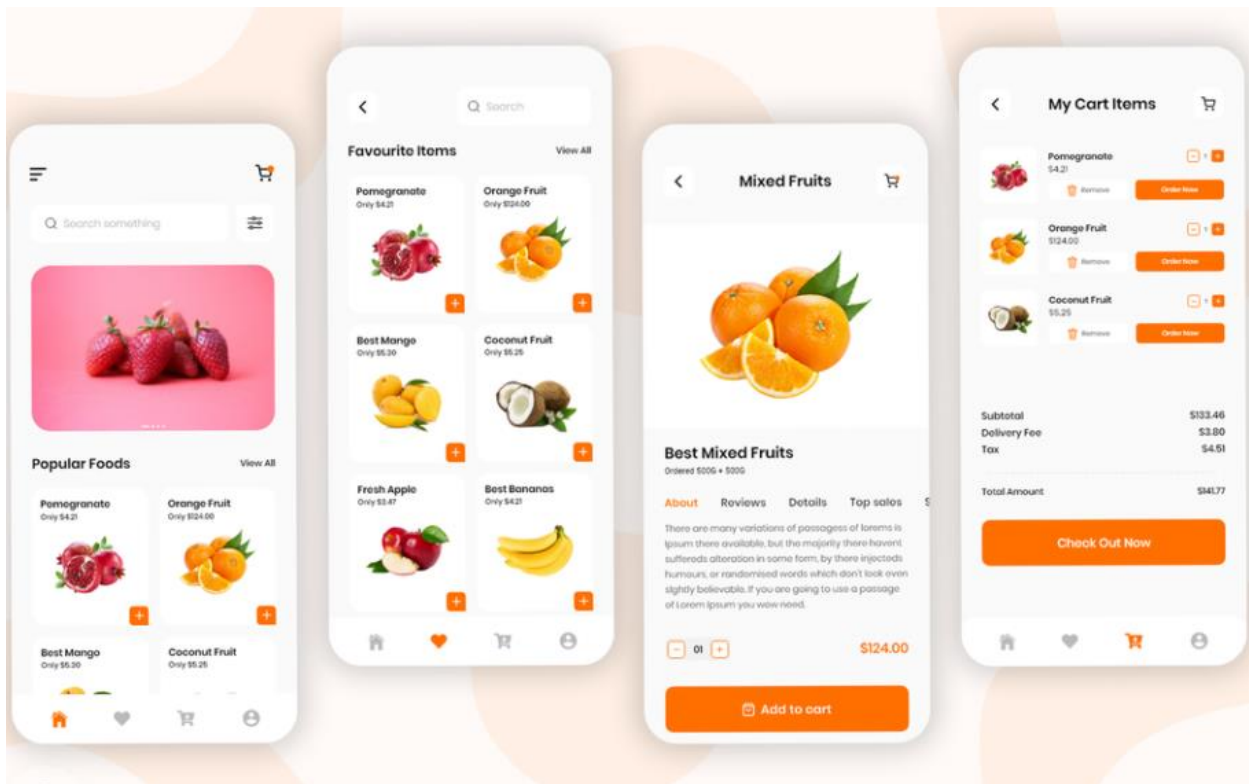 Search something
Popular Foods
View All
Pomegranate
Only $4.21
Orange Fruit
Only $124.00
Best Mango
Only $5.30
Coconut Fruit
Only $5.25
Search
Favourite Items
View All
Pomegranate
Only $4.21
Orange Fruit
Only $124.00
Best Mango
Only $5.30
Coconut Fruit
Only $5.25
Fresh Apple
Only $3.47
Best Bananas
Only $4.21
Mixed Fruits
Best Mixed Fruits
Ordered 500G + 500G
About Reviews Details Top sales S
There are many variations of passagess of lorems is
Ipsum there available, but the majority there havent
suffereds alteration in some form, by there injecteds
humours, or randomised words which don't look even
slghtly believable. If you are going to use a passage
of Lorem Ipsum you wow need.
01
$124.00
Add to cart
My Cart Items
Pomegranate
$4.21
1
Remove
Order Now
Orange Fruit
$124.00
1
Remove
Order Now
Coconut Fruit
$5.25
1
Remove
Order Now
Subtotal $133.46
Delivery Fee $3.80
Tax $4.51
Total Amount $141.77
Check Out Now